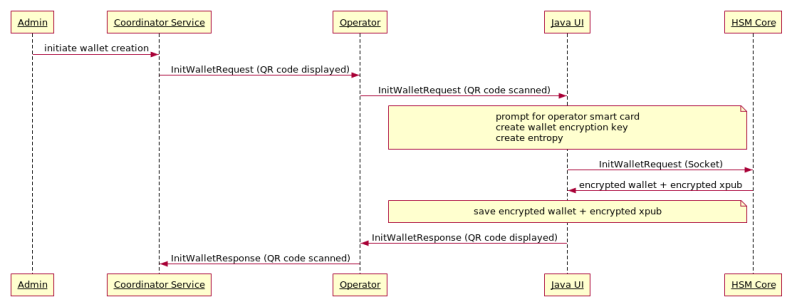 Admin
Coordinator Service
Operator
Java UI
HSM Core
initiate wallet creation
InitWalletRequest (QR code displayed)
InitWalletRequest (QR code scanned)
prompt for operator smart card
create wallet encryption key
create entropy
InitWalletRequest (Socket)
encrypted wallet + encrypted xpub
save encrypted wallet + encrypted xpub
InitWalletResponse (QR code displayed)
InitWalletResponse (QR code scanned)
Admin
Coordinator Service
Operator
Java UI
HSM Core